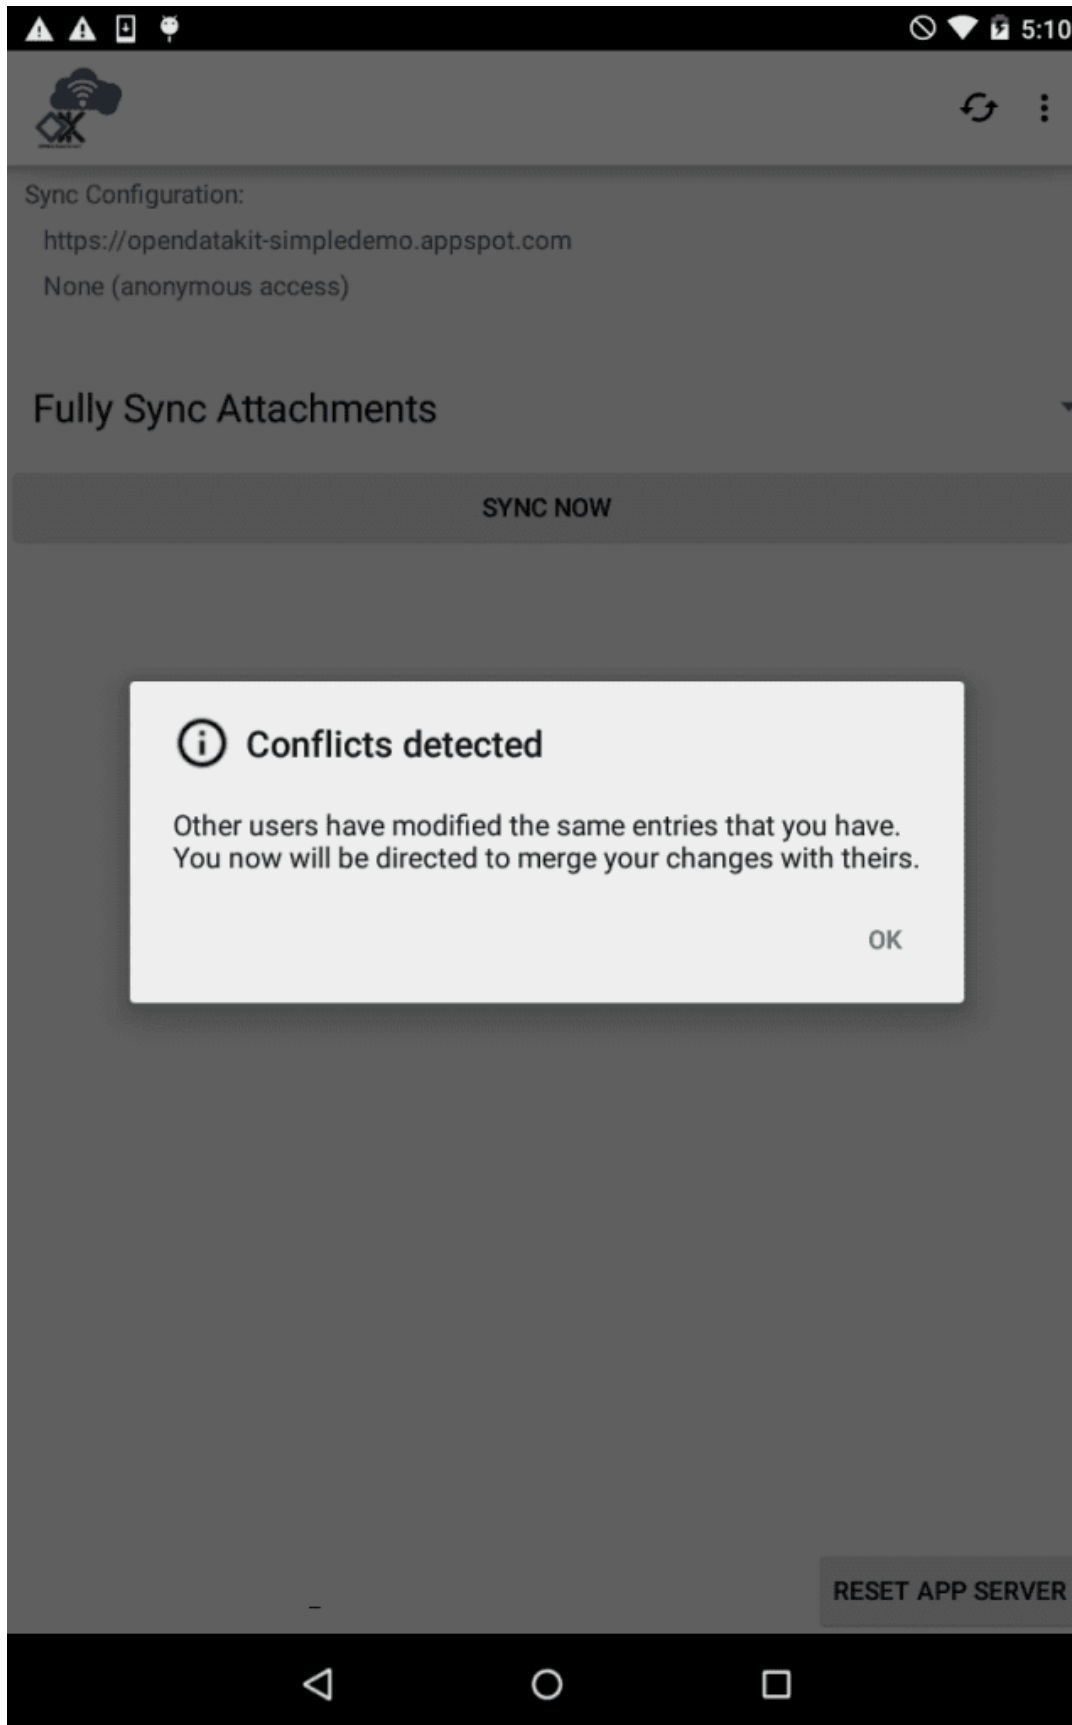 5:10
Sync Configuration:
https://opendatakit-simpledemo.appspot.com
None (anonymous access)
Fully Sync Attachments
SYNC NOW
Conflicts detected
Other users have modified the same entries that you have.
You now will be directed to merge your changes with theirs.
OK
RESET APP SERVER